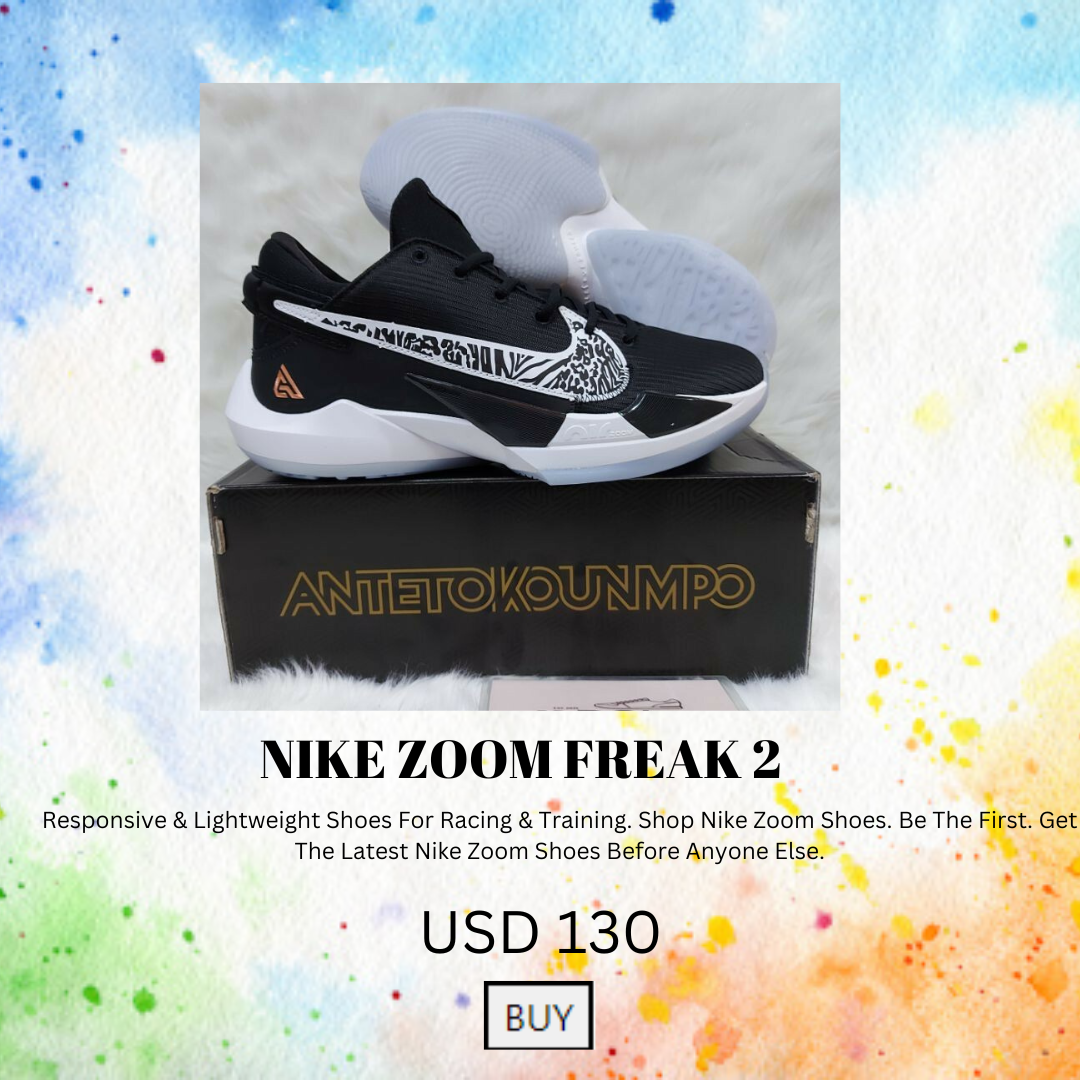 ANTETOKOUNMPO
NIKE ZOOM FREAK 2
Responsive & Lightweight Shoes For Racing & Training. Shop Nike Zoom Shoes. Be The First. Get
The Latest Nike Zoom Shoes Before Anyone Else.
USD 130
BUY